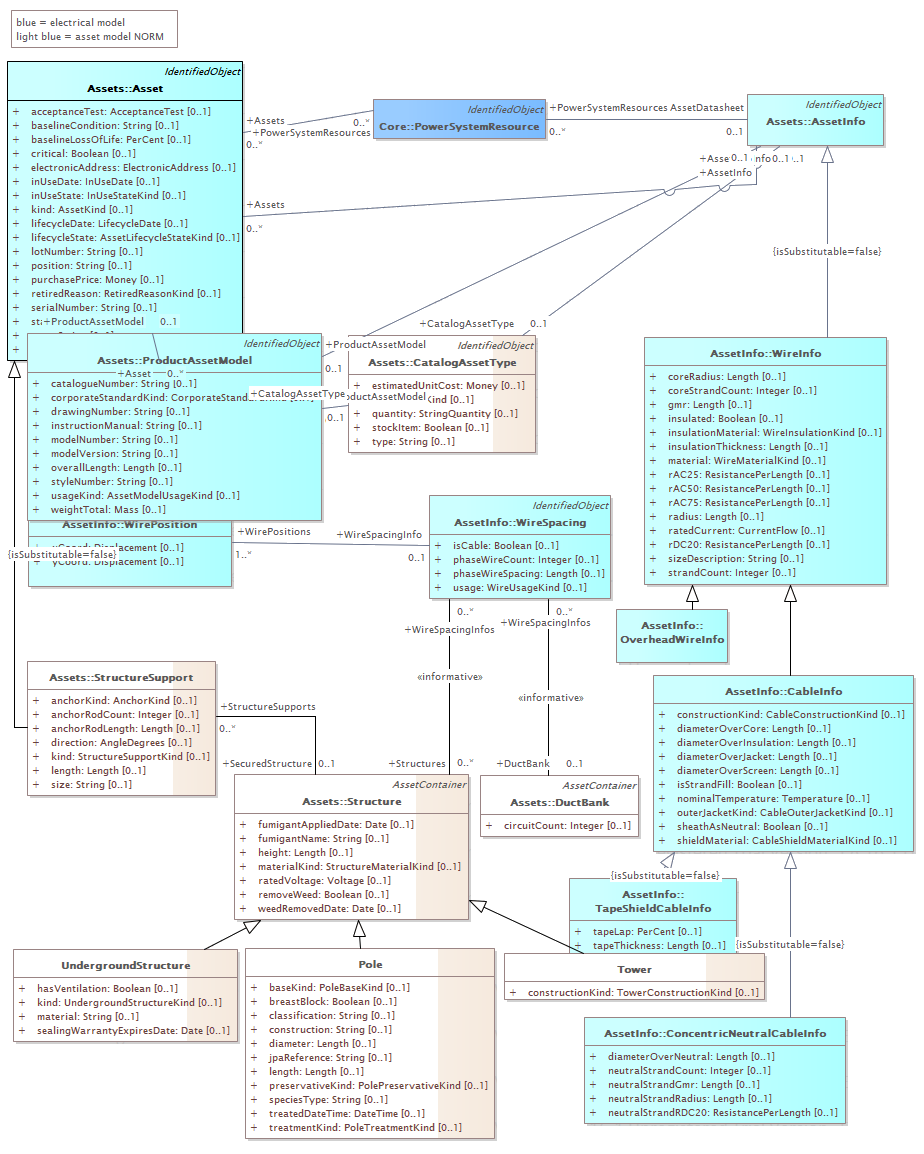 blue = electrical model
light blue = asset model NORM
IdentifiedObject
Assets::Asset
+ acceptanceTest: AcceptanceTest [0..1]
+ baselineCondition: String [0..1]
+ baselineLossOfLife: PerCent [0..1]
+ critical: Boolean [0..1]
+ electronicAddress: ElectronicAddress [0..1]
+ inUseDate: InUseDate [0..1]
+ inUseState: InUseStateKind [0..1]
+ kind: AssetKind [0..1]
+ lifecycleDate: LifecycleDate [0..1]
+ lifecycleState: AssetLifecycleStateKind [0..1]
+ lotNumber: String [0..1]
+ position: String [0..1]
+ purchasePrice: Money [0..1]
+ retiredReason: RetiredReasonKind [0..1]
+ serialNumber: String [0..1]
+ProductAssetModel 0..1
+Assets 0..*
+PowerSystemResources
0..*
IdentifiedObject
Core::PowerSystemResource
+PowerSystemResources AssetDatasheet
0..* 0..1
IdentifiedObject
Assets::AssetInfo
+AssetInfo
+Assets
0..*
{isSubstitutable=false}
+CatalogAssetType 0..1
IdentifiedObject
Assets::ProductAssetModel
+Asset 0..*
+ catalogueNumber: String [0..1]
+ drawingNumber: String [0..1]
+ instructionManual: String [0..1]
+ modelNumber: String [0..1]
+ modelVersion: String [0..1]
+ overallLength: Length [0..1]
+ styleNumber: String [0..1]
+ usageKind: AssetModelUsageKind [0..1]
+ weightTotal: Mass [0..1]
+ProductAssetModel
0..1
+CatalogAssetType
0..1
IdentifiedObject
Assets::CatalogAssetType
+ estimatedUnitCost: Money [0..1]
+ quantity: StringQuantity [0..1]
+ stockItem: Boolean [0..1]
+ type: String [0..1]
AssetInfo::WireInfo
+ coreRadius: Length [0..1]
+ coreStrandCount: Integer [0..1]
+ gmr: Length [0..1]
+ insulated: Boolean [0..1]
+ insulationMaterial: WireInsulationKind [0..1]
+ insulationThickness: Length [0..1]
+ material: WireMaterialKind [0..1]
+ rAC25: ResistancePerLength [0..1]
+ rAC50: ResistancePerLength [0..1]
+ rAC75: ResistancePerLength [0..1]
+ radius: Length [0..1]
+ ratedCurrent: CurrentFlow [0..1]
+ rDC20: ResistancePerLength [0..1]
+ sizeDescription: String [0..1]
+ strandCount: Integer [0..1]
AssetInfo::WirePosition
{isSubstitutable=false}
+WirePositions
1..*
+WireSpacingInfo
0..1
IdentifiedObject
AssetInfo::WireSpacing
+ isCable: Boolean [0..1]
+ phaseWireCount: Integer [0..1]
+ phaseWireSpacing: Length [0..1]
+ usage: WireUsageKind [0..1]
0..* 0..*
+WireSpacingInfos +WireSpacingInfos
«informative»
«informative»
AssetInfo::
OverheadWireInfo
Assets::StructureSupport
+ anchorKind: AnchorKind [0..1]
+ anchorRodCount: Integer [0..1]
+ anchorRodLength: Length [0..1]
+ direction: AngleDegrees [0..1]
+ kind: StructureSupportKind [0..1]
+ length: Length [0..1]
+ size: String [0..1]
+StructureSupports
0..*
+SecuredStructure 0..1
+Structures 0..*
+DuctBank 0..1
AssetContainer
Assets::Structure
+ fumigantAppliedDate: Date [0..1]
+ fumigantName: String [0..1]
+ height: Length [0..1]
+ materialKind: StructureMaterialKind [0..1]
+ ratedVoltage: Voltage [0..1]
+ removeWeed: Boolean [0..1]
+ weedRemovedDate: Date [0..1]
AssetContainer
Assets::DuctBank
+ circuitCount: Integer [0..1]
AssetInfo::CableInfo
+ constructionKind: CableConstructionKind [0..1]
+ diameterOverCore: Length [0..1]
+ diameterOverInsulation: Length [0..1]
+ diameterOverJacket: Length [0..1]
+ diameterOverScreen: Length [0..1]
+ isStrandFill: Boolean [0..1]
+ nominalTemperature: Temperature [0..1]
+ outerJacketKind: CableOuterJacketKind [0..1]
+ sheathAsNeutral: Boolean [0..1]
+ shieldMaterial: CableShieldMaterialKind [0..1]
{isSubstitutable=false}
AssetInfo::
TapeShieldCableInfo
+ tapeLap: PerCent [0..1]
+ tapeThickness: Length [0..1]
{isSubstitutable=false}
UndergroundStructure
+ hasVentilation: Boolean [0..1]
+ kind: UndergroundStructureKind [0..1]
+ material: String [0..1]
+ sealingWarrantyExpiresDate: Date [0..1]
Pole
+ baseKind: PoleBaseKind [0..1]
+ breastBlock: Boolean [0..1]
+ classification: String [0..1]
+ construction: String [0..1]
+ diameter: Length [0..1]
+ jpaReference: String [0..1]
+ length: Length [0..1]
+ preservativeKind: PolePreservativeKind [0..1]
+ speciesType: String [0..1]
+ treatedDateTime: DateTime [0..1]
+ treatmentKind: PoleTreatmentKind [0..1]
Tower
+ constructionKind: TowerConstructionKind [0..1]
AssetInfo::ConcentricNeutralCableInfo
+ diameterOverNeutral: Length [0..1]
+ neutralStrandCount: Integer [0..1]
+ neutralStrandGmr: Length [0..1]
+ neutralStrandRadius: Length [0..1]
+ neutralStrandRDC20: ResistancePerLength [0..1]